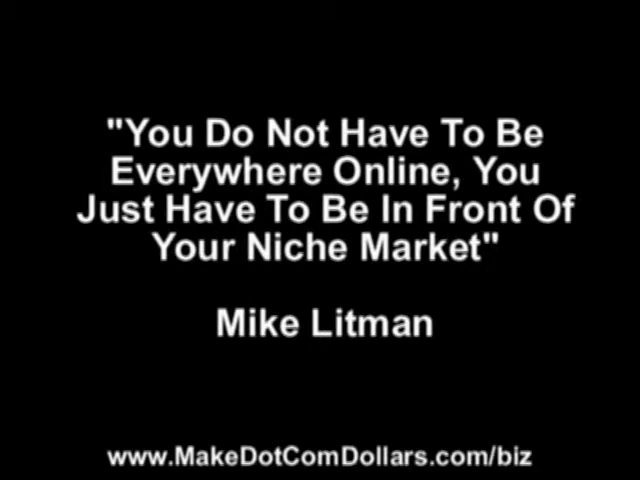 "You Do Not Have To Be
Everywhere Online, You
Just Have To Be In Front Of
Your Niche Market"
Mike Litman
www.MakeDotComDollars.com/biz